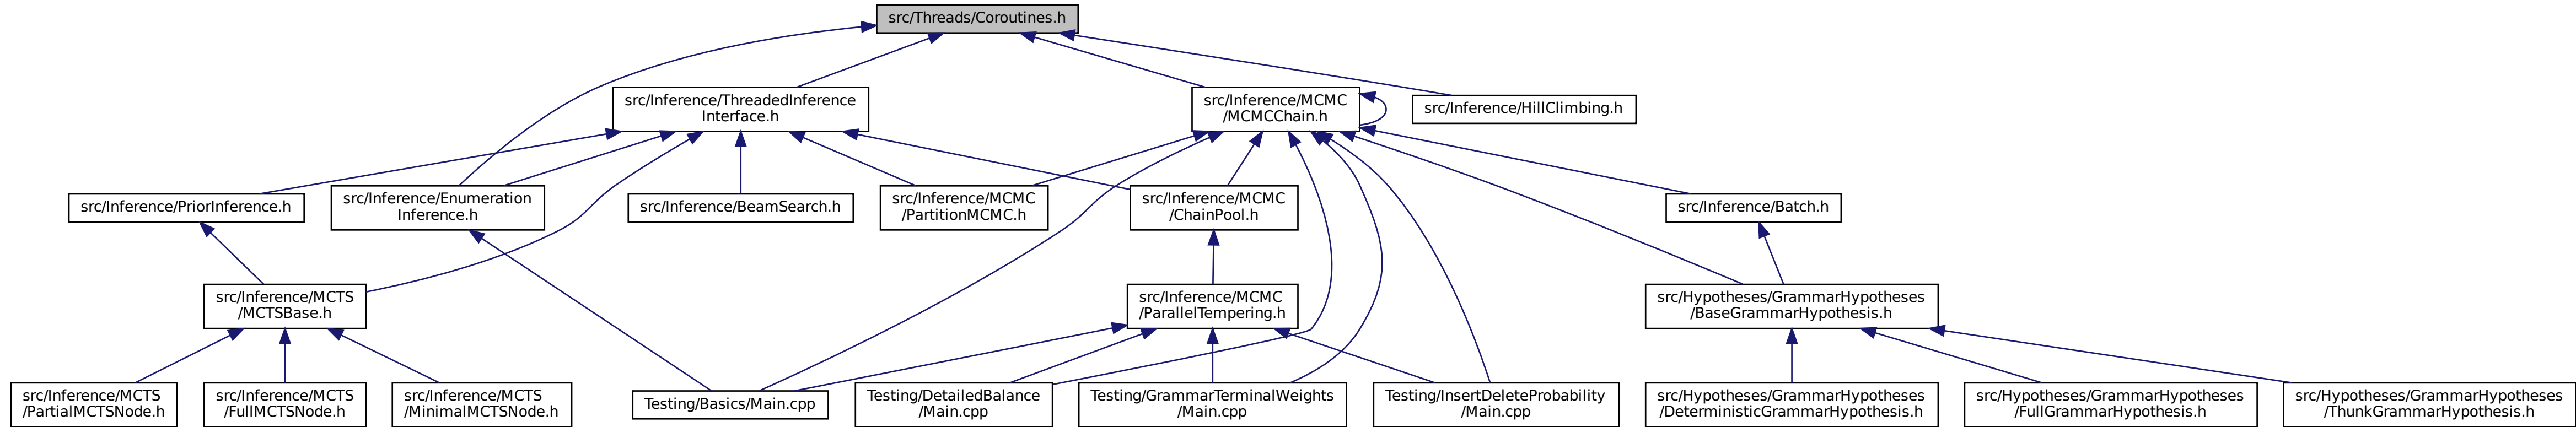 src/Threads/Coroutines.h
src/Inference/ThreadedInference
Interface.h
src/Inference/MCMC
/MCMCChain.h
src/Inference/HillClimbing.h
src/Inference/PriorInference.h
src/Inference/Enumeration
Inference.h
src/Inference/BeamSearch.h
src/Inference/MCMC
/PartitionMCMC.h
src/Inference/MCMC
/ChainPool.h
src/Inference/Batch.h
src/Inference/MCTS
/MCTSBase.h
src/Inference/MCMC
/ParallelTempering.h
src/Hypotheses/GrammarHypotheses
/BaseGrammarHypothesis.h
src/Inference/MCTS
/PartialMCTSNode.h
src/Inference/MCTS
/FullMCTSNode.h
src/Inference/MCTS
/MinimalMCTSNode.h
Testing/Basics/Main.cpp
Testing/DetailedBalance
/Main.cpp
Testing/GrammarTerminalWeights
/Main.cpp
Testing/InsertDeleteProbability
/Main.cpp
src/Hypotheses/GrammarHypotheses
/DeterministicGrammarHypothesis.h
src/Hypotheses/GrammarHypotheses
/FullGrammarHypothesis.h
src/Hypotheses/GrammarHypotheses
/ThunkGrammarHypothesis.h